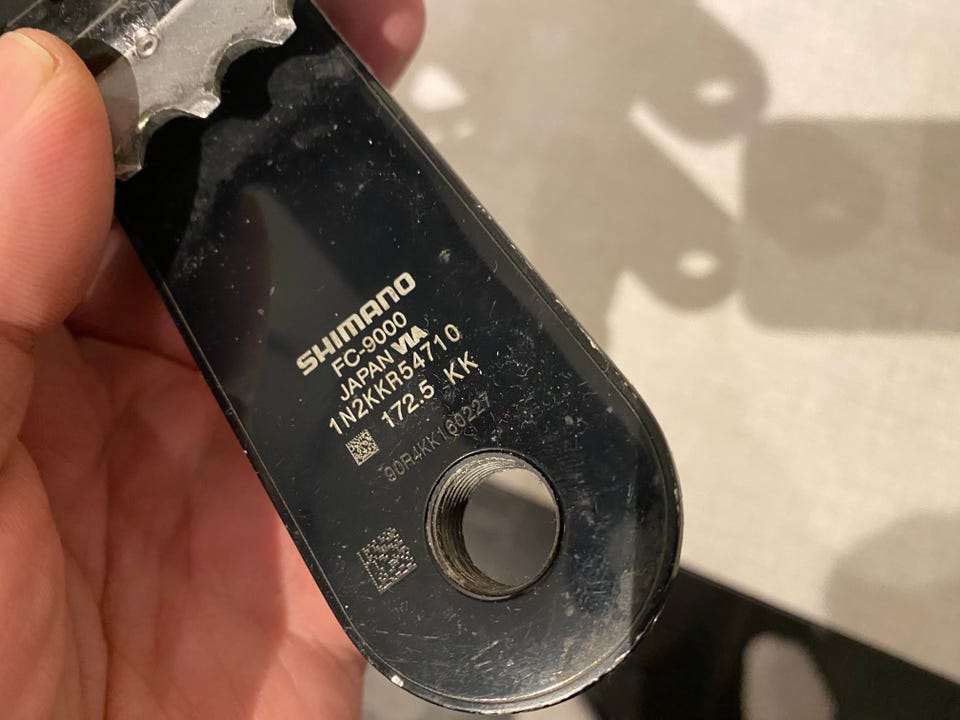 SHIMANO
FC-9000
JAPAN VIA
1N2KKR54710
172.5 KK
90R4KK160227